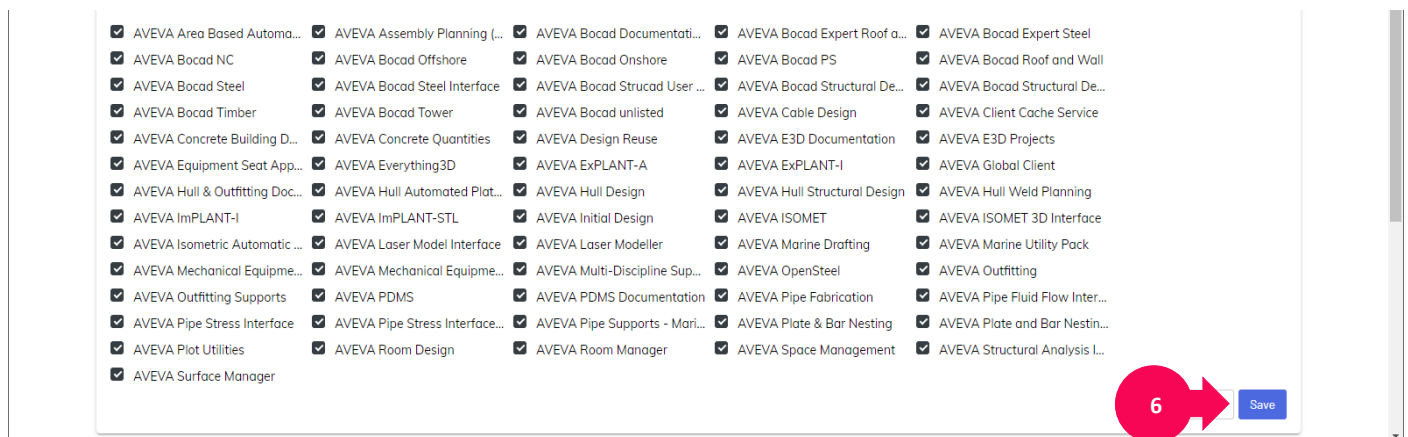 AVEVA Area Based Automa... AVEVA Assembly Planning (... AVEVA Bocad Documentati... AVEVA Bocad Expert Roof a... AVEVA Bocad Expert Steel
AVEVA Bocad NC AVEVA Bocad Offshore AVEVA Bocad Onshore AVEVA Bocad PS AVEVA Bocad Roof and Wall
AVEVA Bocad Steel AVEVA Bocad Steel Interface AVEVA Bocad Strucad User ... AVEVA Bocad Structural De... AVEVA Bocad Structural De...
AVEVA Bocad Timber AVEVA Bocad Tower AVEVA Bocad unlisted AVEVA Cable Design AVEVA Client Cache Service
AVEVA Concrete Building D... AVEVA Concrete Quantities AVEVA Design Reuse AVEVA E3D Documentation AVEVA E3D Projects
AVEVA Equipment Seat App... AVEVA Everything3D AVEVA ExPLANT-A AVEVA ExPLANT-I AVEVA Global Client
AVEVA Hull & Outfitting Doc... AVEVA Hull Automated Plat... AVEVA Hull Design AVEVA Hull Structural Design AVEVA Hull Weld Planning
AVEVA ImPLANT-I AVEVA ImPLANT-STL AVEVA Initial Design AVEVA ISOMET AVEVA ISOMET 3D Interface
AVEVA Isometric Automatic ... AVEVA Laser Model Interface AVEVA Laser Modeller AVEVA Marine Drafting AVEVA Marine Utility Pack
AVEVA Mechanical Equipme... AVEVA Mechanical Equipme... AVEVA Multi-Discipline Sup... AVEVA OpenSteel AVEVA Outfitting
AVEVA Outfitting Supports AVEVA PDMS AVEVA PDMS Documentation AVEVA Pipe Fabrication AVEVA Pipe Fluid Flow Inter...
AVEVA Pipe Stress Interface AVEVA Pipe Stress Interface... AVEVA Pipe Supports - Mari... AVEVA Plate & Bar Nesting AVEVA Plate and Bar Nestin...
AVEVA Plot Utilities AVEVA Room Design AVEVA Room Manager AVEVA Space Management AVEVA Structural Analysis I...
AVEVA Surface Manager
6 Save